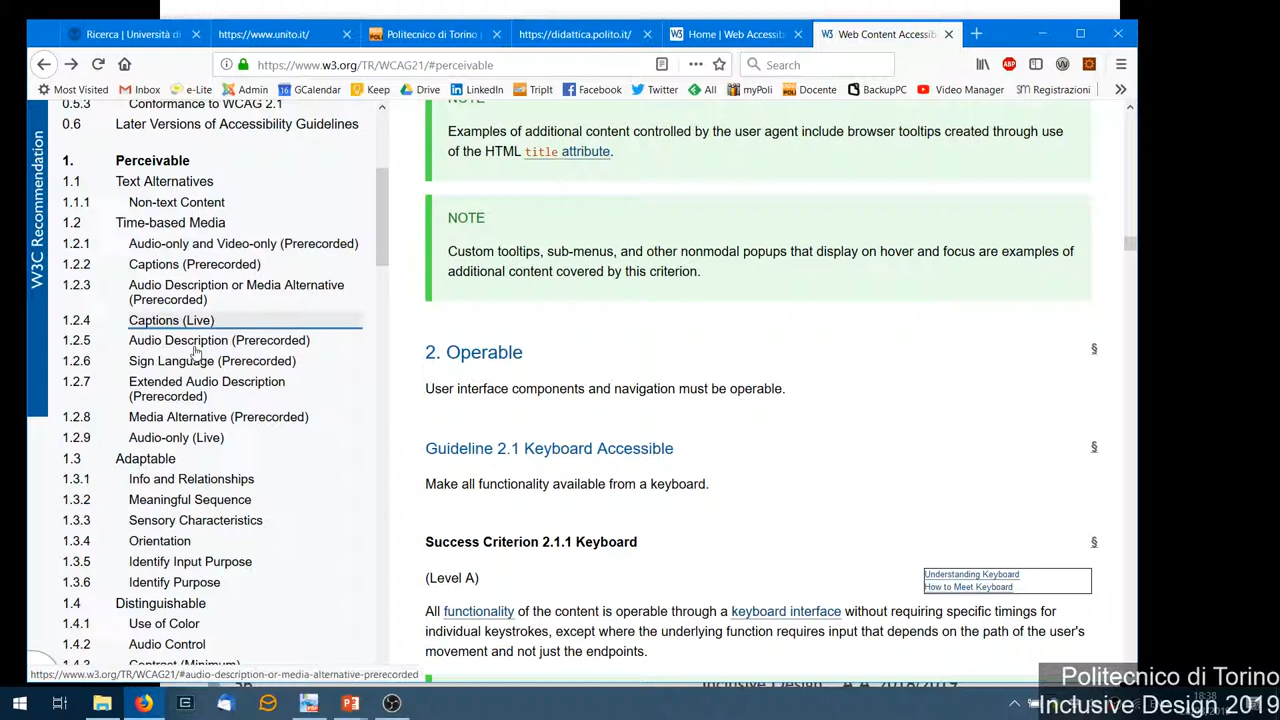 Ricerca | Università di
https://www.unito.it/
Politecnico di Torino
https://didattica.polito.it/
Home | Web Accessib
Web Content Accessib
https://www.w3.org/TR/WCAG21/#perceivable
Search
Most Visited
Inbox
Calls
Admin
GCalendar
Keep
Drive
LinkedIn
TripIt
Facebook
Twitter
All
myPoli
Docente
BackupPC
Video Manager
Registrazioni
W3C Recommendation
0.5.3 Conformance to WCAG 2.1
0.6 Later Versions of Accessibility Guidelines
1. Perceivable
1.1 Text Alternatives
1.1.1 Non-text Content
1.2 Time-based Media
1.2.1 Audio-only and Video-only (Prerecorded)
1.2.2 Captions (Prerecorded)
1.2.3 Audio Description or Media Alternative
(Prerecorded)
1.2.4 Captions (Live)
1.2.5 Audio Description (Prerecorded)
1.2.6 Sign Language (Prerecorded)
1.2.7 Extended Audio Description
(Prerecorded)
1.2.8 Media Alternative (Prerecorded)
1.2.9 Audio-only (Live)
1.3 Adaptable
1.3.1 Info and Relationships
1.3.2 Meaningful Sequence
1.3.3 Sensory Characteristics
1.3.4 Orientation
1.3.5 Identify Input Purpose
1.3.6 Identify Purpose
1.4 Distinguishable
1.4.1 Use of Color
1.4.2 Audio Control
1.4.3 Contrast (Minimum)
https://www.w3.org/TR/WCAG21/#audio-description-or-media-alternative-prerecorded
NOTE
Examples of additional content controlled by the user agent include browser tooltips created through use
of the HTML title attribute.
NOTE
Custom tooltips, sub-menus, and other nonmodal popups that display on hover and focus are examples of
additional content covered by this criterion.
2. Operable §
User interface components and navigation must be operable.
Guideline 2.1 Keyboard Accessible §
Make all functionality available from a keyboard.
Success Criterion 2.1.1 Keyboard §
(Level A)
Understanding Keyboard
How to Meet Keyboard
All functionality of the content is operable through a keyboard interface without requiring specific timings for
individual keystrokes, except where the underlying function requires input that depends on the path of the user's
movement and not just the endpoints.
Politecnico di Torino
Inclusive Design 2019
18:38